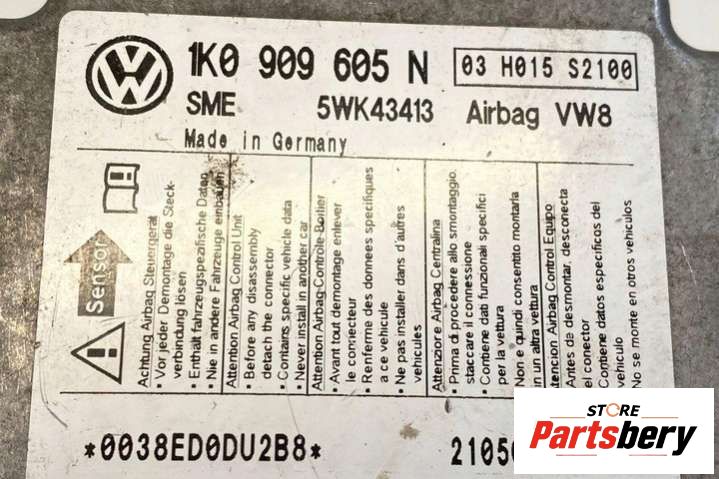 1K0 909 605 N
03 H015 S2100
SME 5WK43413 Airbag VW8
Made in Germany
Sensor
Achtung Airbag Steuergerät
• Vor jeder Demontage die Steck-
verbindung lösen
• Enthält fahrzeugspezifische Daten
• Nie in andere Fahrzeuge einbauen
Attention Airbag Control Unit
• Before any disassembly
detach the connector
• Contains specific vehicle data
• Never install in another car
Attention Airbag-Controle-Boitier
• Avant tout demontage enlever
le connecteur
• Renferme des donnees specifiques
a ce vehicule
• Ne pas installer dans d'autres
vehicules
Attenzione Airbag Centralina
• Prima di procedere allo smontaggio,
staccare il connessione
• Contiene dati funzionali specifici
per la vettura
Non e quindi consentito montarla
in un altra vettura
Atencion Airbag Control Equipo
Antes de desmontar, desconecta
el conector
Contiene datos especificos del
vehiculo
No se monte en otros vehiculos
*0038ED0DU2B8*
2105
STORE
Partsbery